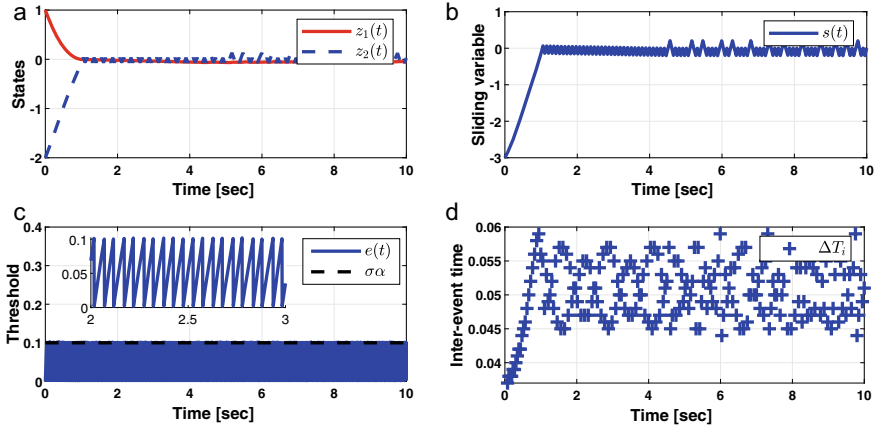 a
1
0
-1
-2
0
2
4
6
8
10
States
Time [sec]
z₁(t)
z₂(t)
b
1
0
-1
-2
-3
0
2
4
6
8
10
Sliding variable
Time [sec]
s(t)
c
0.4
0.3
0.2
0.1
0
0
2
4
6
8
10
Threshold
Time [sec]
0.1
0.05
0
2
2.5
3
e(t)
σα
d
0.06
0.055
0.05
0.045
0.04
0
2
4
6
8
10
Inter-event time
Time [sec]
ΔTᵢ